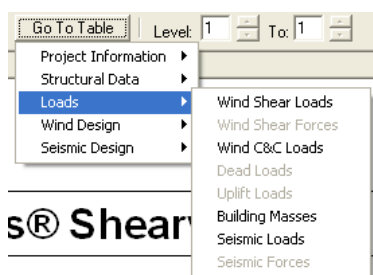 Go To Table Level: 1 To: 1
Project Information
Structural Data
Loads
Wind Design
Seismic Design
Wind Shear Loads
Wind Shear Forces
Wind C&C Loads
Dead Loads
Uplift Loads
Building Masses
Seismic Loads
Seismic Forces
s® Shear